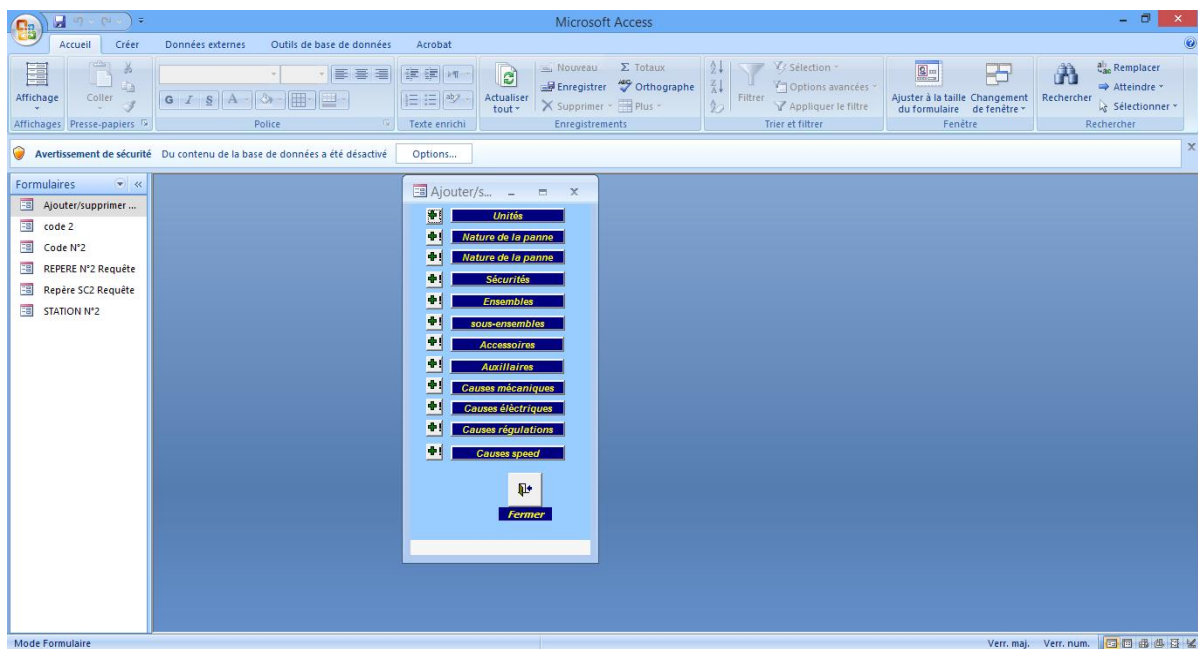 Microsoft Access
Accueil Créer Données externes Outils de base de données Acrobat
Affichage
Coller
G I S A
Actualiser tout
Nouveau
Enregistrer
Supprimer
Σ Totaux
Orthographe
Plus
Filtrer
Sélection
Options avancées
Appliquer le filtre
Ajuster à la taille du formulaire
Changement de fenêtre
Rechercher
Remplacer
Atteindre
Sélectionner
Affichages Presse-papiers Police Texte enrichi Enregistrements Trier et filtrer Fenêtre Rechercher
Avertissement de sécurité Du contenu de la base de données a été désactivé Options...
Formulaires
Ajouter/supprimer ...
code 2
Code N°2
REPERE N°2 Requête
Repère SC2 Requête
STATION N°2
Ajouter/s...
Unités
Nature de la panne
Nature de la panne
Sécurités
Ensembles
sous-ensembles
Accessoires
Auxillaires
Causes mécaniques
Causes élèctriques
Causes régulations
Causes speed
Fermer
Mode Formulaire Verr. maj. Verr. num.